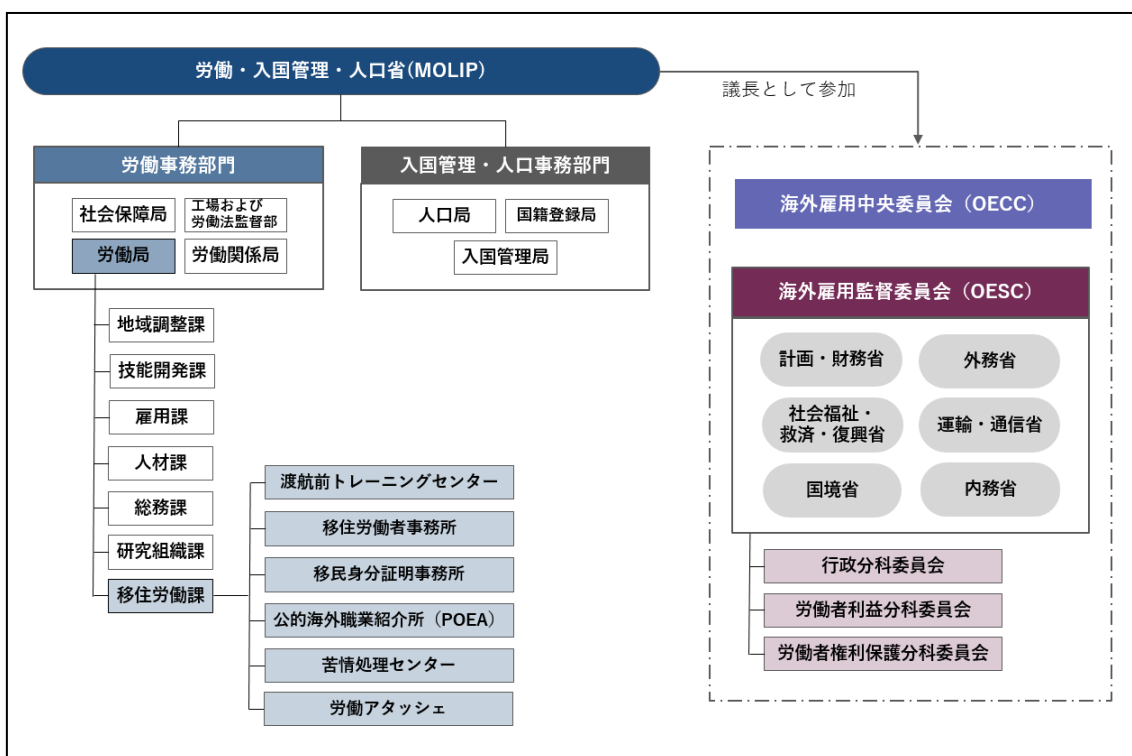 労働・入国管理・人口省(MOLIP)
議長として参加
労働事務部門
社会保障局
工場および
労働法監督部
労働局
労働関係局
入国管理・人口事務部門
人口局
国籍登録局
入国管理局
地域調整課
技能開発課
雇用課
人材課
総務課
研究組織課
移住労働課
渡航前トレーニングセンター
移住労働者事務所
移民身分証明事務所
公的海外職業紹介所（POEA）
苦情処理センター
労働アタッシェ
海外雇用中央委員会（OECC）
海外雇用監督委員会（OESC）
計画・財務省
外務省
社会福祉・
救済・復興省
運輸・通信省
国境省
内務省
行政分科委員会
労働者利益分科委員会
労働者権利保護分科委員会